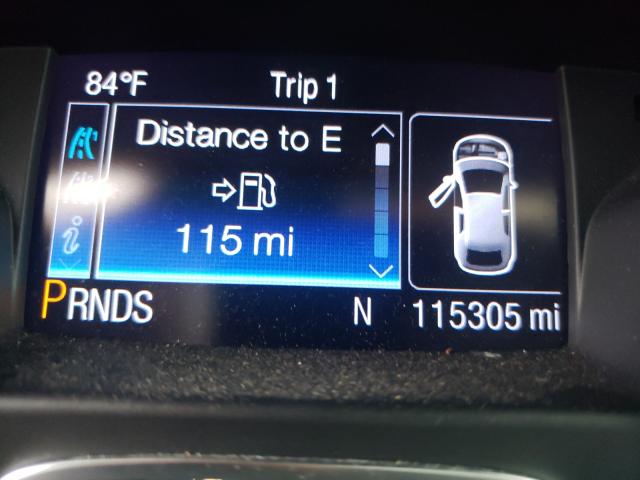 84°F Trip 1
Distance to E
115 mi
PRNDS N 115305 mi